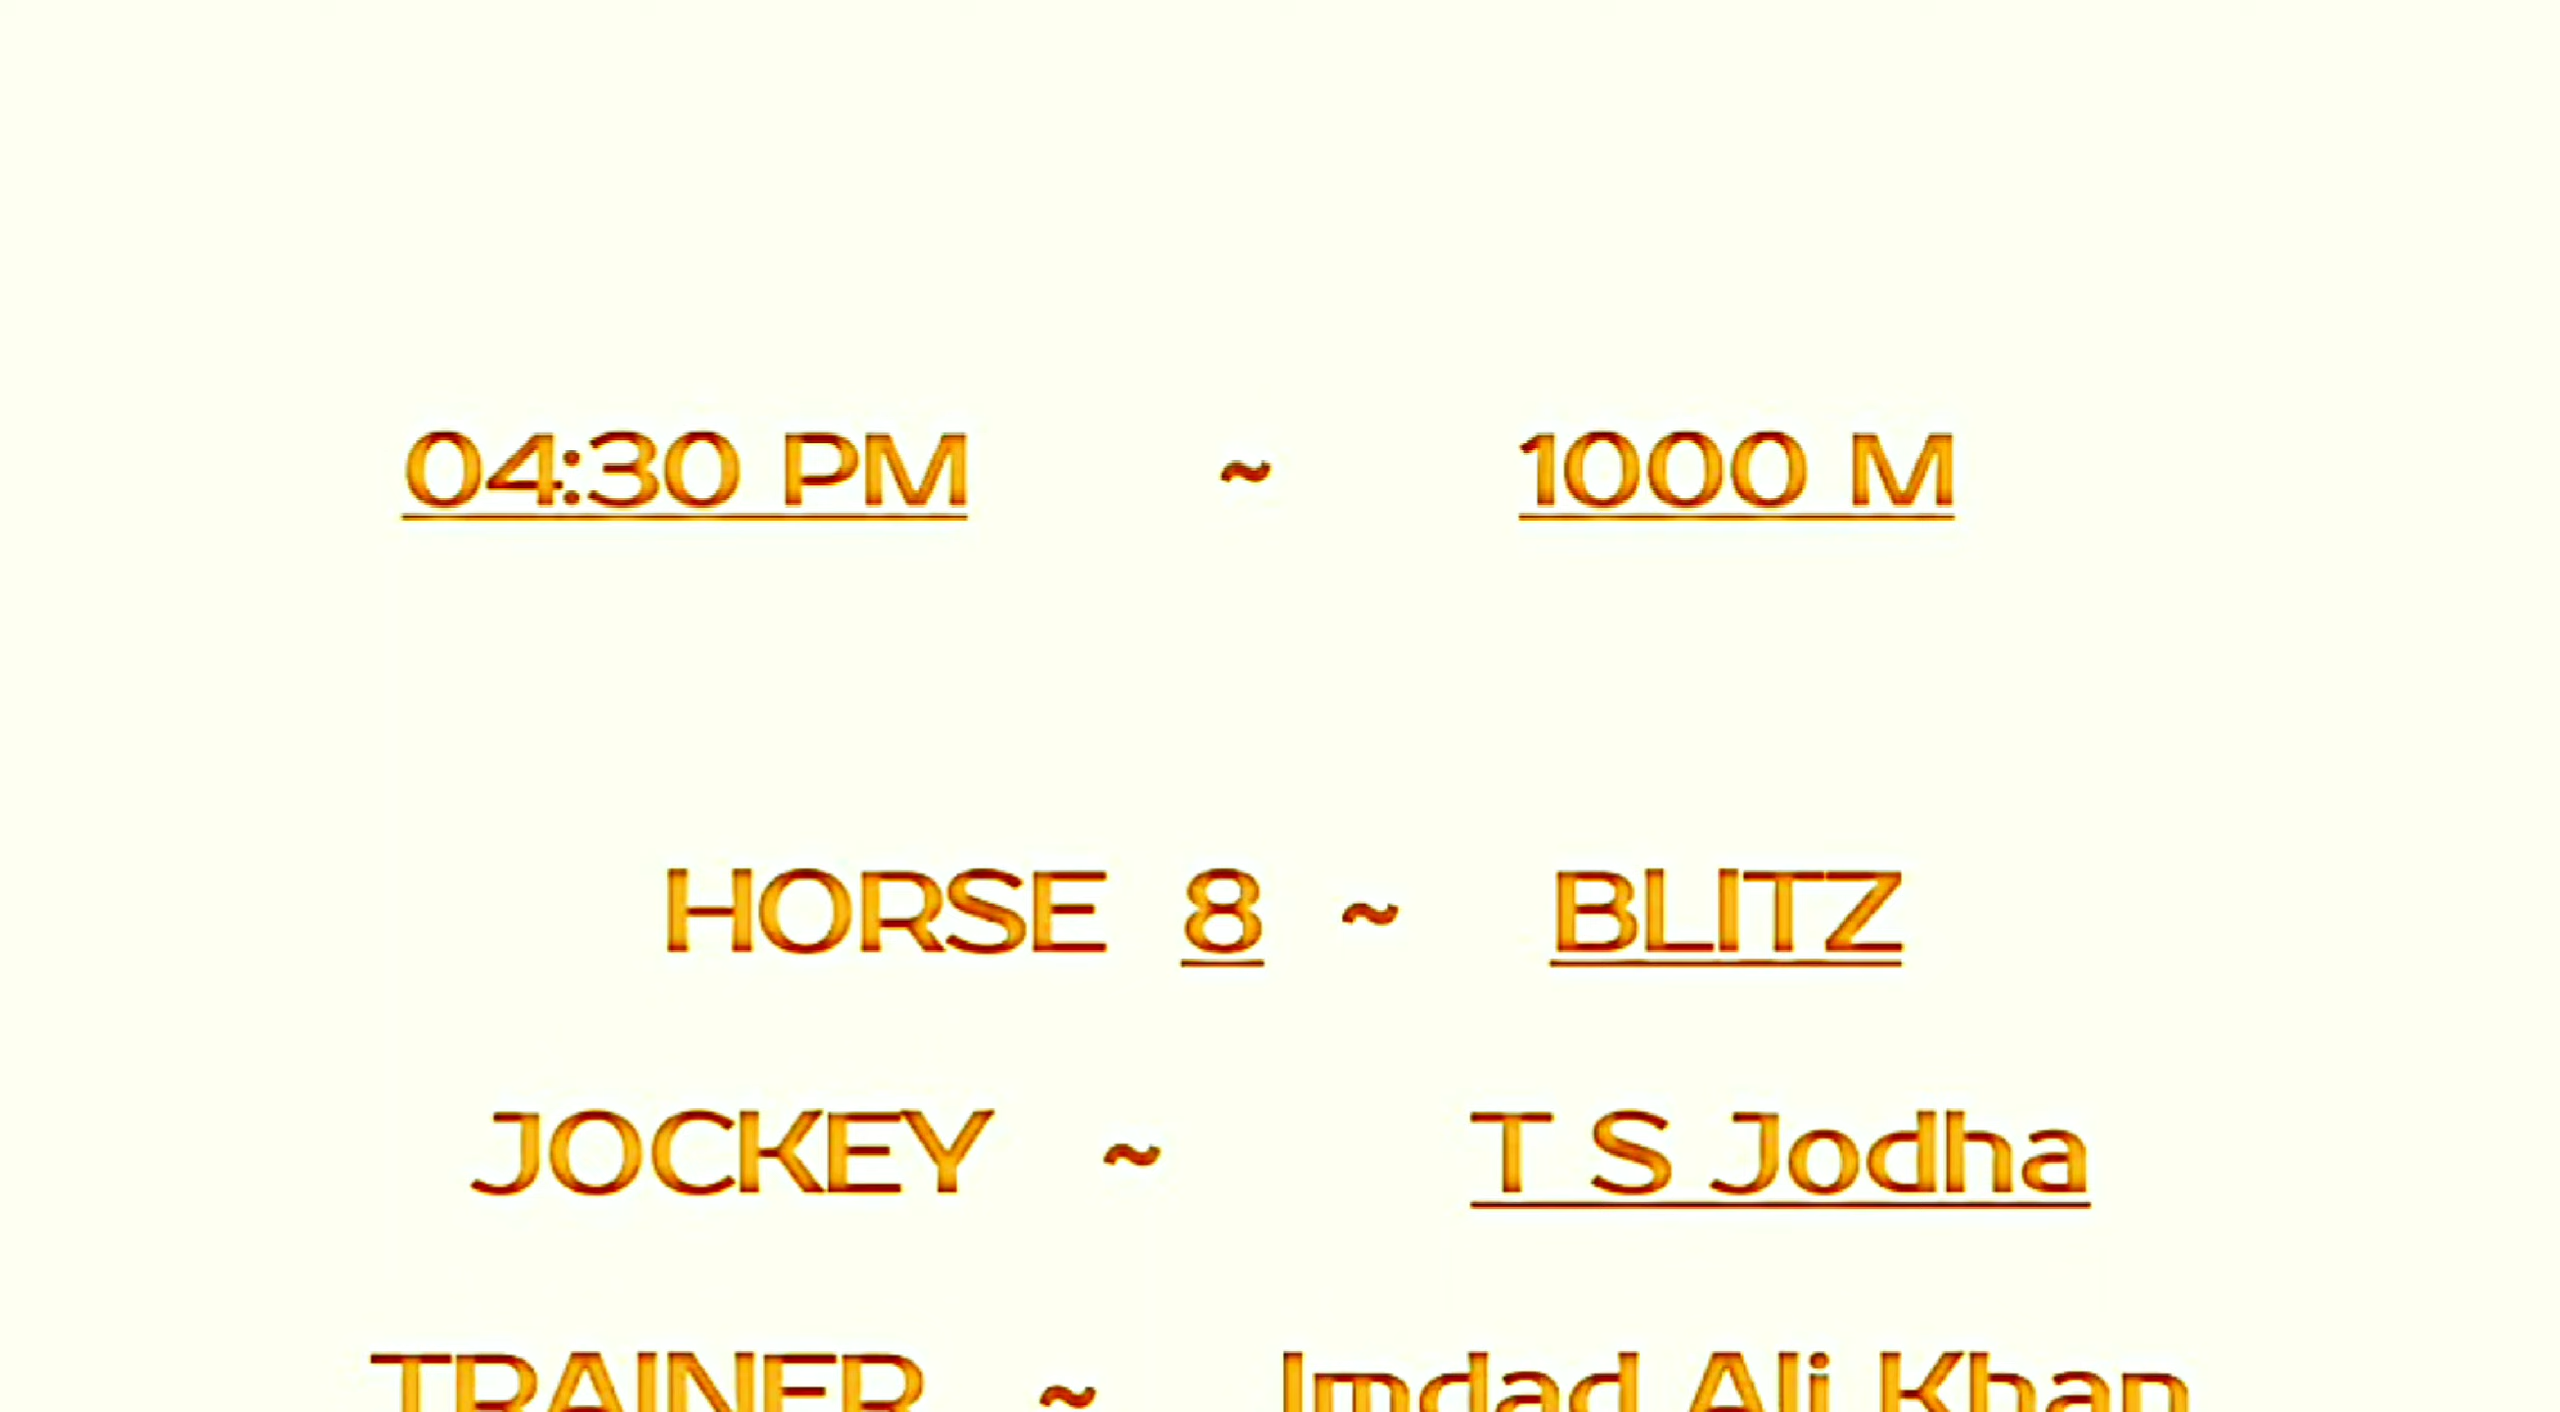 04:30 PM ~ 1000 M
HORSE 8 ~ BLITZ
JOCKEY ~ T S Jodha
TRAINER ~ Imdad Ali Khan